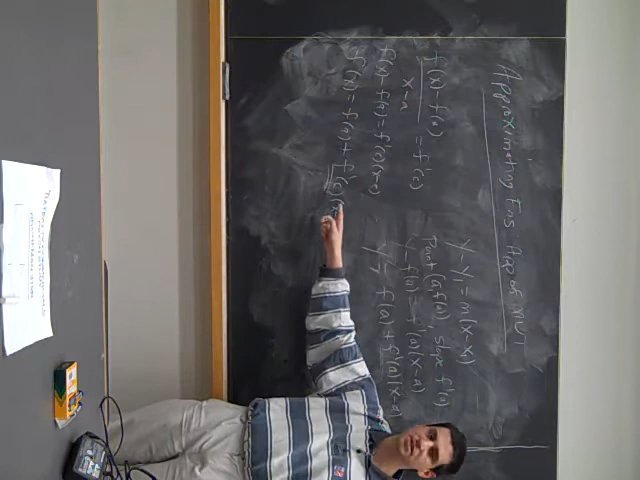 Approximating Fns App of MVT
f(x)-f(a)
x-a
= f'(c)
f(x)-f(a)=f'(c)(x-a)
f(x)= f(a)+f'(c)(x
y-y₁=m(x-x₁)
Point (a,f(a)), slope f'(a)
y-f(a)=f'(a)(x-a)
y= f(a)+f'(a)(x-a)